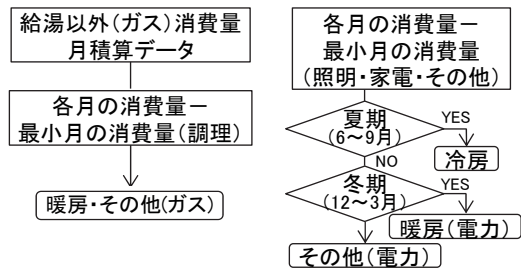 給湯以外(ガス)消費量
月積算データ
各月の消費量－
最小月の消費量(調理)
暖房･その他(ガス)
各月の消費量－
最小月の消費量
(照明･家電･その他)
夏期
(6～9月)
YES
冷房
NO
冬期
(12～3月)
YES
暖房(電力)
その他(電力)